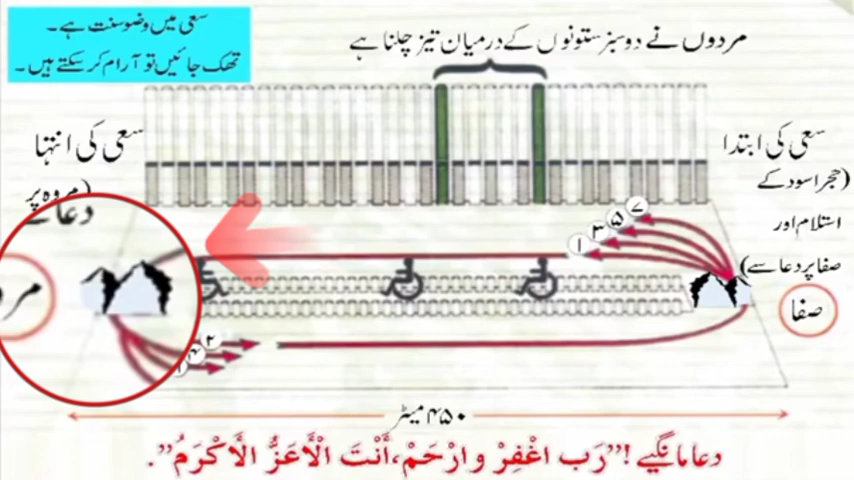 سعی میں وضو سنت ہے۔
تھک جائیں تو آرام کر سکتے ہیں۔
مردوں نے دو سبز ستونوں کے درمیان تیز چلنا ہے
سعی کی ابتدا
(حجر اسود کے
استلام اور
صفا پر دعا سے)
سعی کی انتہا
(مروہ پر
دعا
۷
۵
۳
۱
صفا
مرو
۲
۴
۴۵۰ میٹر
دعا مانگیے! ”رَب اغْفِرْ وارْحَمْ، أَنْتَ الْأَعَزُّ الْأَكْرَمُ“.